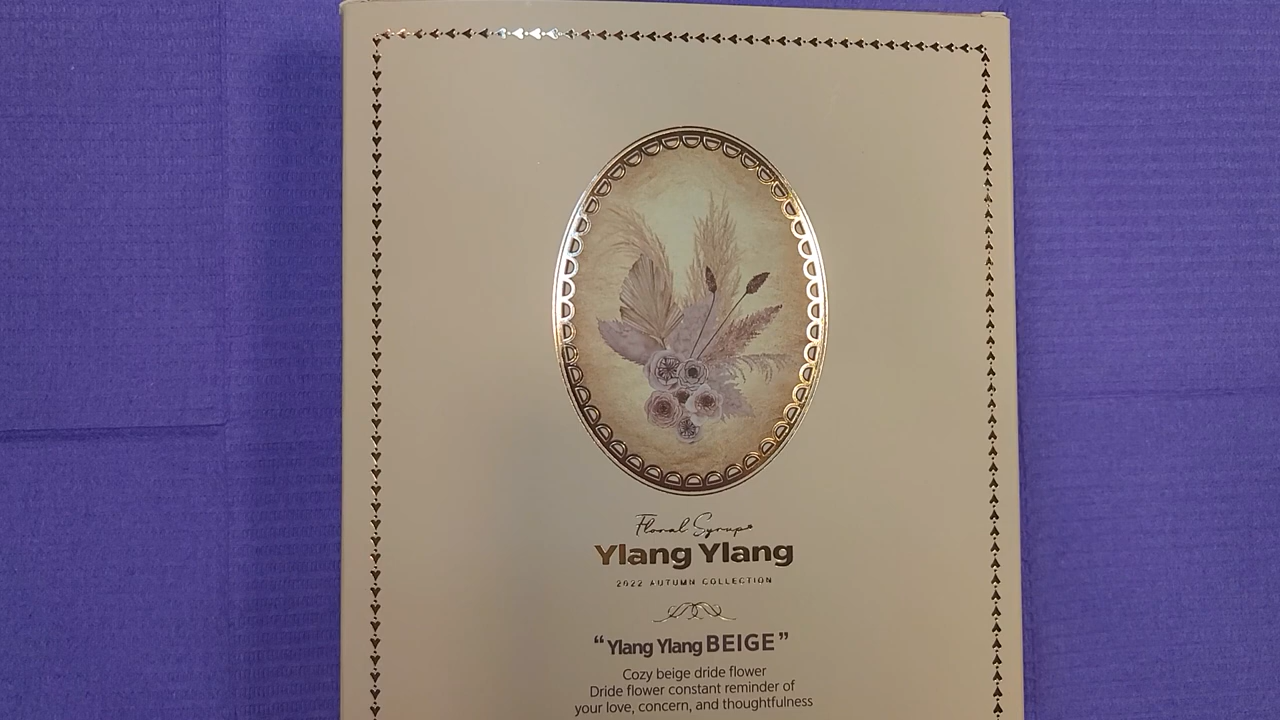 Floral Syrup
Ylang Ylang
2022 AUTUMN COLLECTION
“Ylang Ylang BEIGE”
Cozy beige dride flower
Dride flower constant reminder of
your love, concern, and thoughtfulness